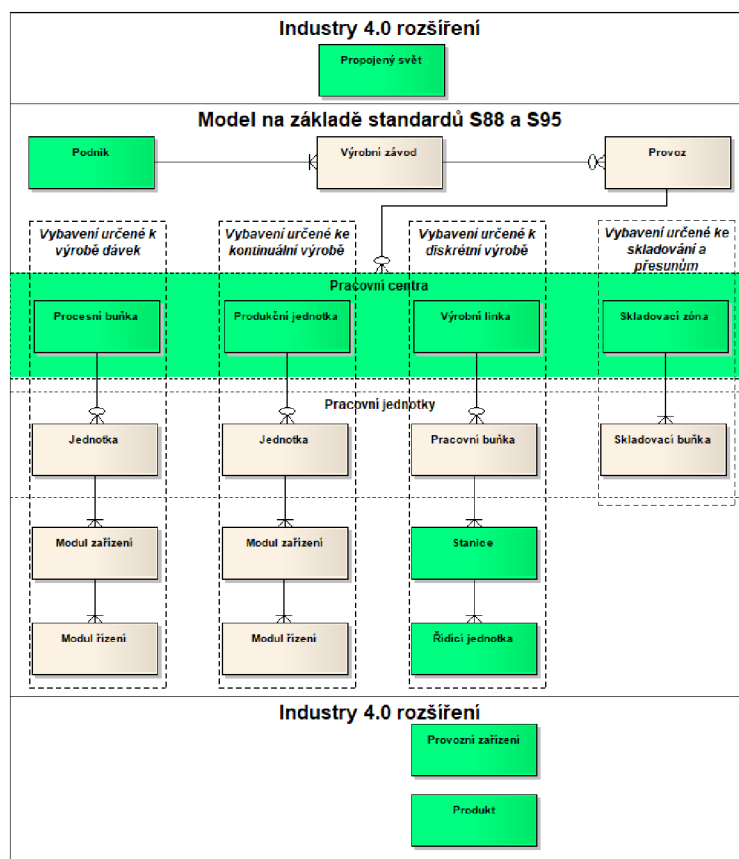 Industry 4.0 rozšíření
Propojený svět
Model na základě standardů S88 a S95
Podnik
Výrobní závod
Provoz
Vybavení určené k
výrobě dávek
Vybavení určené ke
kontinuální výrobě
Vybavení určené k
diskrétní výrobě
Vybavení určené ke
skladování a
přesunům
Pracovní centra
Procesní buňka
Produkční jednotka
Výrobní linka
Skladovací zóna
Pracovní jednotky
Jednotka
Jednotka
Pracovní buňka
Skladovací buňka
Modul zařízení
Modul zařízení
Stanice
Modul řízení
Modul řízení
Řídicí jednotka
Industry 4.0 rozšíření
Provozní zařízení
Produkt